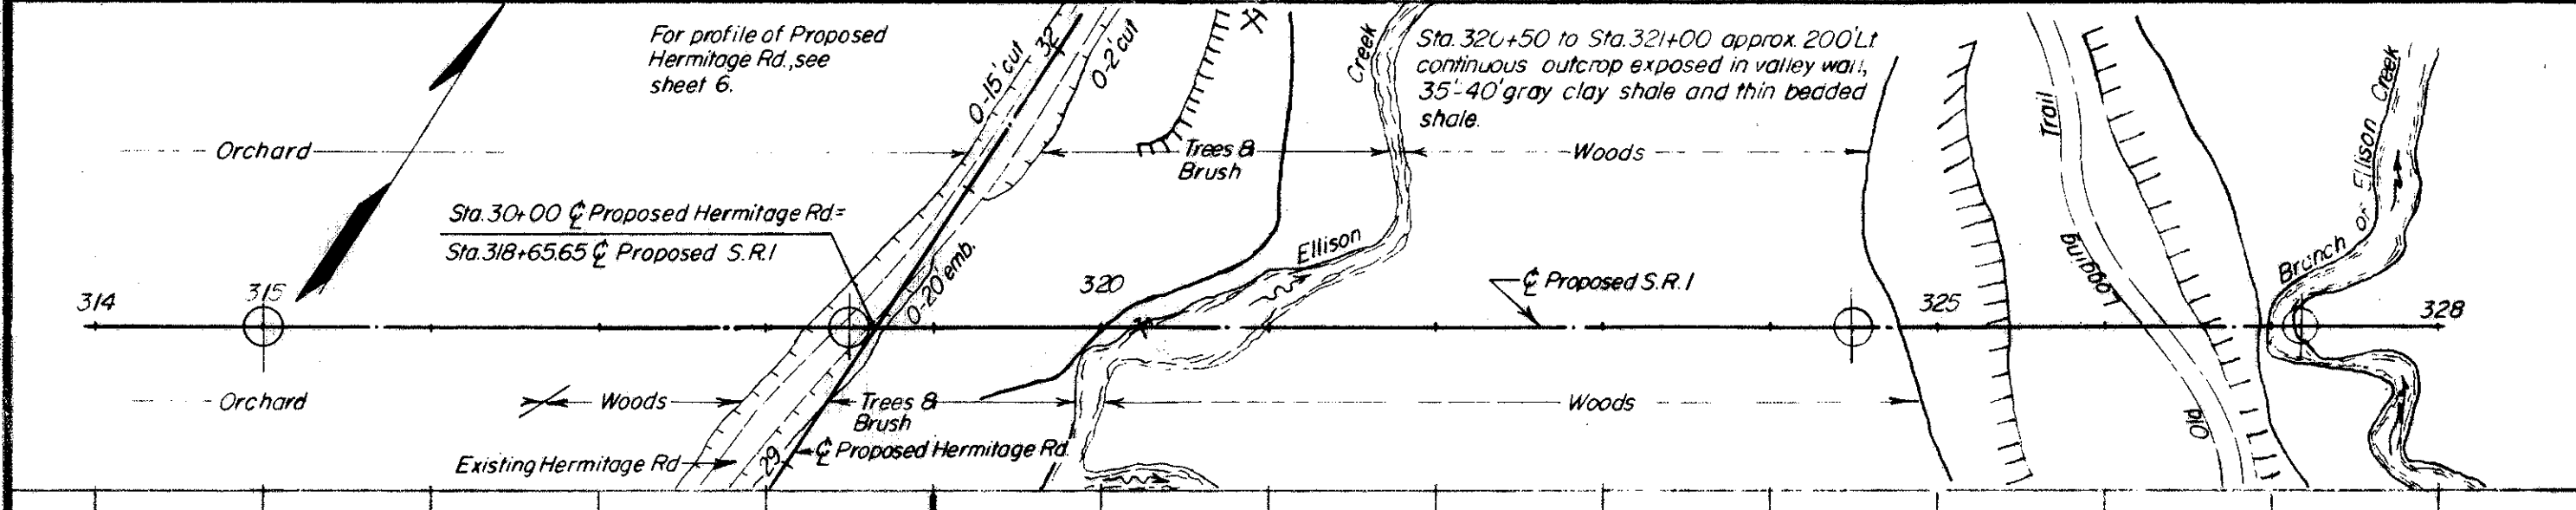 For profile of Proposed
Hermitage Rd., see
sheet 6.
0-15' cut
32
0-2' cut
Creek
Sta. 320+50 to Sta. 321+00 approx. 200' Lt
continuous outcrop exposed in valley wall,
35'-40' gray clay shale and thin bedded
shale.
Orchard
Trees &
Brush
Woods
Trail
Branch of Ellison Creek
Sta. 30+00 ℄ Proposed Hermitage Rd.=
Sta. 318+65.65 ℄ Proposed S.R.1
0-20' emb.
Ellison
Logging
314
315
320
℄ Proposed S.R.1
325
328
Orchard
Woods
Trees &
Brush
Woods
Old
Existing Hermitage Rd
29
℄ Proposed Hermitage Rd.